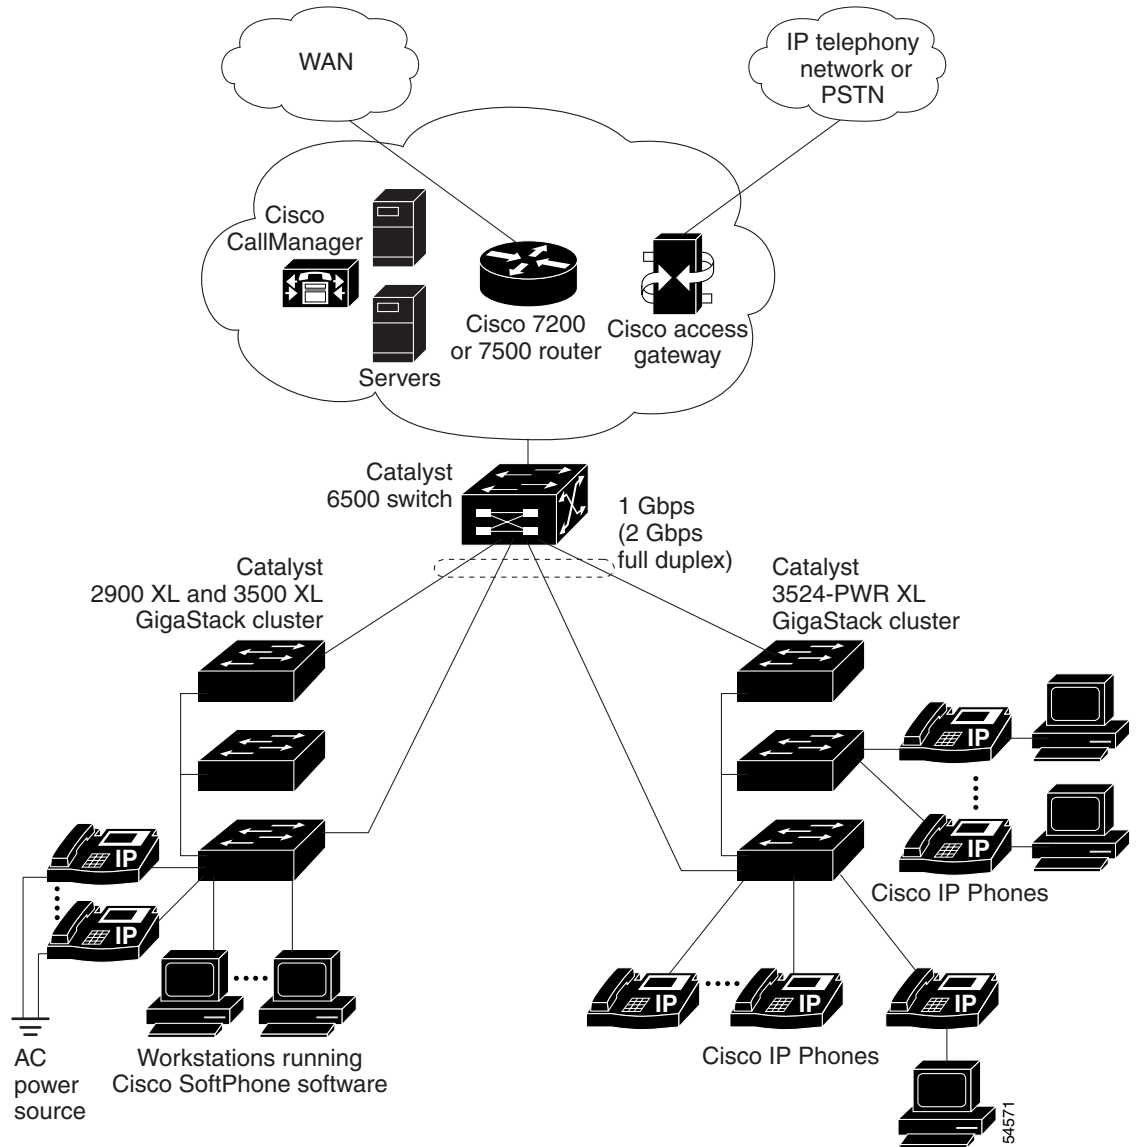 WAN
IP telephony
network or
PSTN
Cisco
CallManager
Servers
Cisco 7200
or 7500 router
Cisco access
gateway
Catalyst
6500 switch
1 Gbps
(2 Gbps
full duplex)
Catalyst
2900 XL and 3500 XL
GigaStack cluster
Catalyst
3524-PWR XL
GigaStack cluster
IP
IP
Cisco IP Phones
IP
IP
AC
power
source
Workstations running
Cisco SoftPhone software
IP
IP
IP
Cisco IP Phones
54571